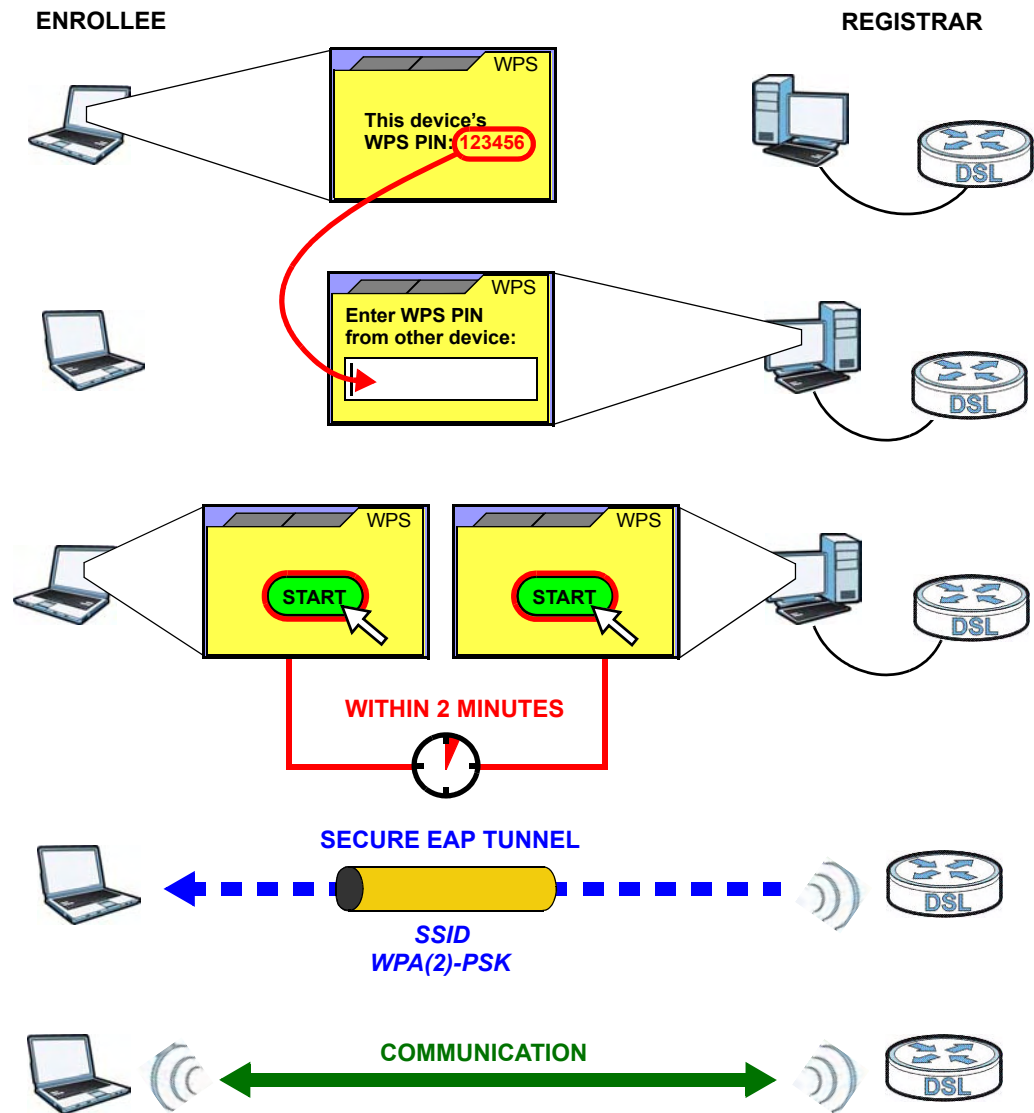 ENROLLEE
REGISTRAR
WPS
This device's
WPS PIN: 123456
DSL
WPS
Enter WPS PIN
from other device:
DSL
WPS
START
WPS
START
DSL
WITHIN 2 MINUTES
SECURE EAP TUNNEL
DSL
SSID
WPA(2)-PSK
COMMUNICATION
DSL